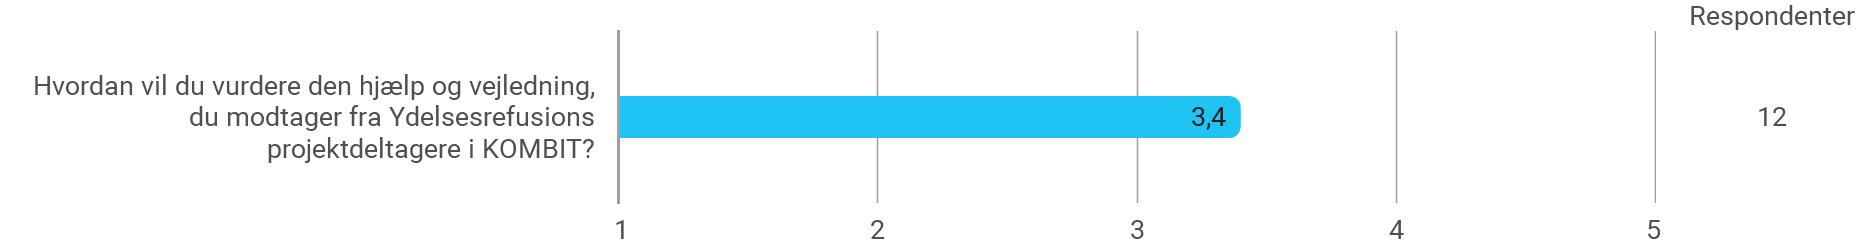 Respondenter
Hvordan vil du vurdere den hjælp og vejledning,
du modtager fra Ydelsesrefusions
projektdeltagere i KOMBIT?
3,4
12
1 2 3 4 5